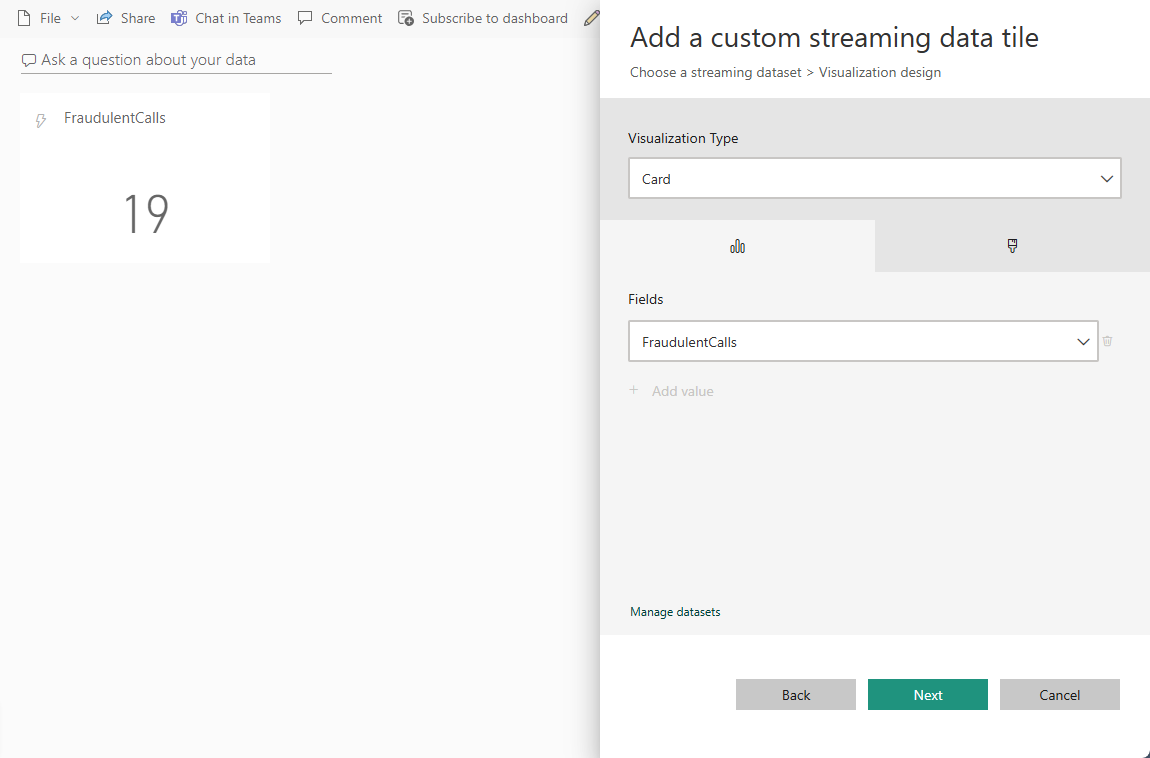 File Share Chat in Teams Comment Subscribe to dashboard
Ask a question about your data
FraudulentCalls
19
Add a custom streaming data tile
Choose a streaming dataset > Visualization design
Visualization Type
Card
Fields
FraudulentCalls
+ Add value
Manage datasets
Back Next Cancel